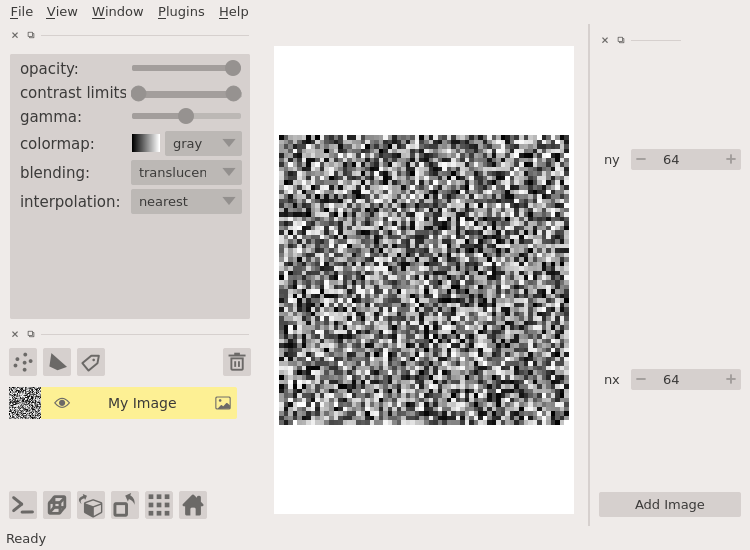 File View Window Plugins Help
opacity:
contrast limits
gamma:
colormap: gray
blending: translucen
interpolation: nearest
My Image
ny 64
nx 64
Add Image
Ready